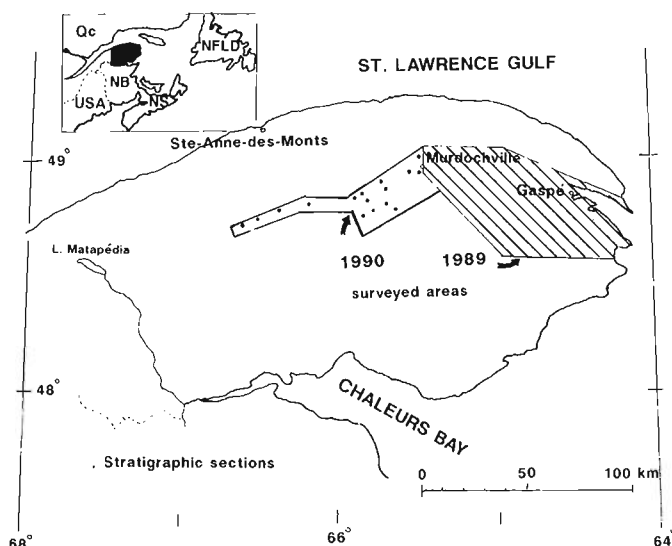 Qc
NFLD
NB
USA
NS
ST. LAWRENCE GULF
Ste-Anne-des-Monts
49°
Murdochville
Gaspé
L. Matapédia
1990
1989
surveyed areas
48°
CHALEURS BAY
. Stratigraphic sections
0 50 100 km
68° 66° 64